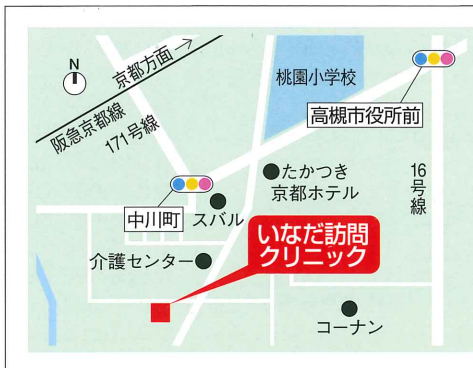 N
京都方面→
阪急京都線
171号線
桃園小学校
高槻市役所前
16号線
たかつき
京都ホテル
中川町
スバル
いなだ訪問
クリニック
介護センター
コーナン